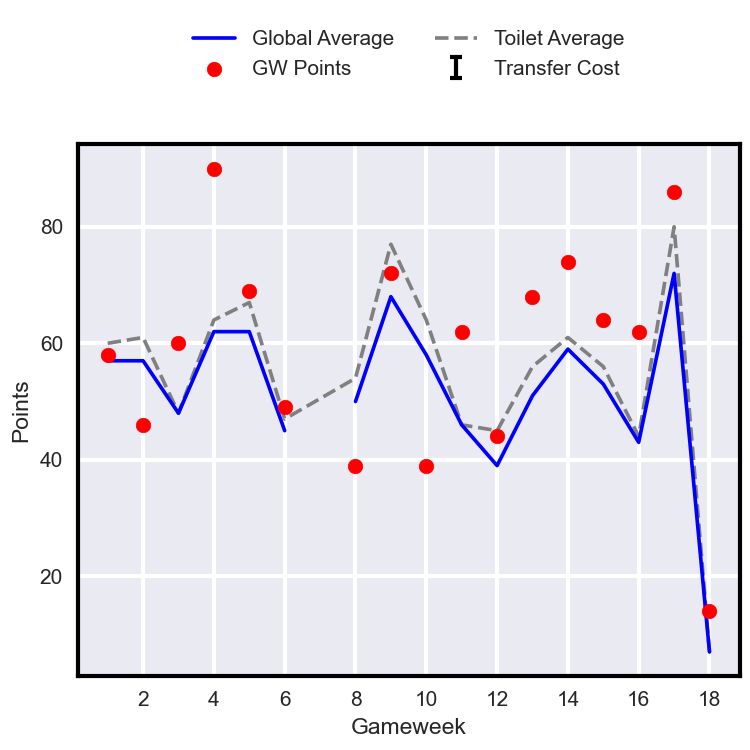 Global Average
Toilet Average
GW Points
Transfer Cost
80
60
40
20
Points
2 4 6 8 10 12 14 16 18
Gameweek